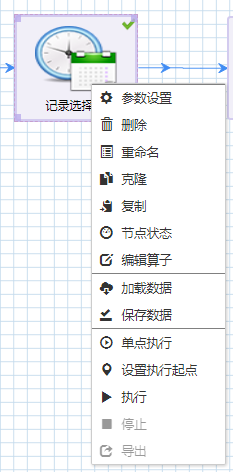 记录选择
参数设置
删除
重命名
克隆
复制
节点状态
编辑算子
加载数据
保存数据
单点执行
设置执行起点
执行
停止
导出